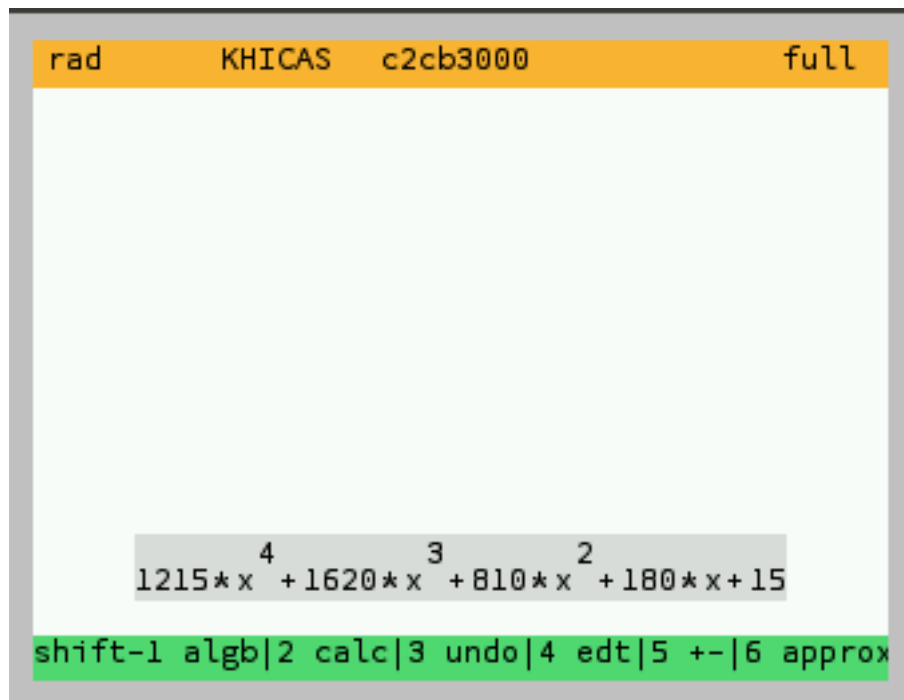 rad KHICAS c2cb3000 full
1215*x^4+1620*x^3+810*x^2+180*x+15
shift-1 algb|2 calc|3 undo|4 edt|5 +-|6 approx